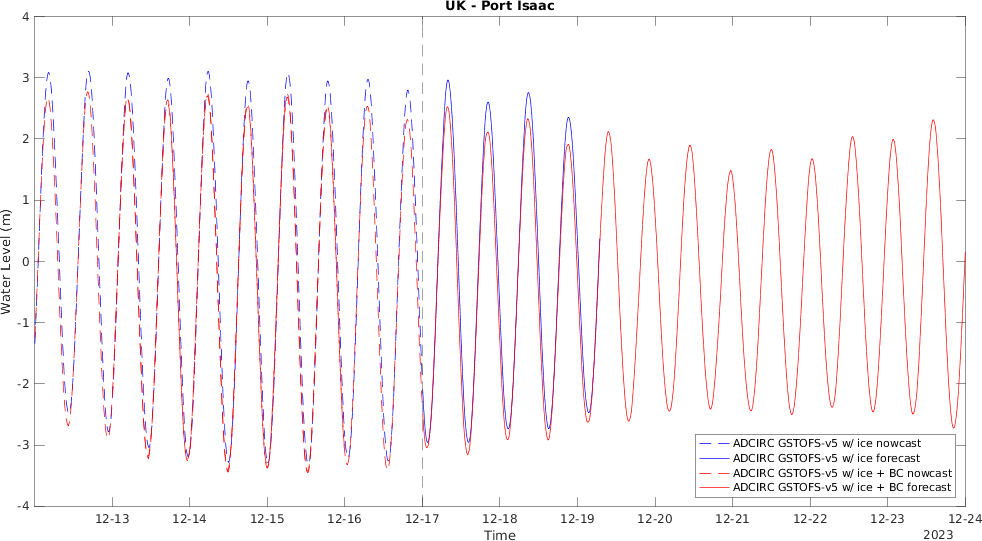 UK - Port Isaac
4
3
2
1
0
-1
-2
-3
-4
Water Level (m)
ADCIRC GSTOFS-v5 w/ ice nowcast
ADCIRC GSTOFS-v5 w/ ice forecast
ADCIRC GSTOFS-v5 w/ ice + BC nowcast
ADCIRC GSTOFS-v5 w/ ice + BC forecast
12-13 12-14 12-15 12-16 12-17 12-18 12-19 12-20 12-21 12-22 12-23 12-24
Time
2023